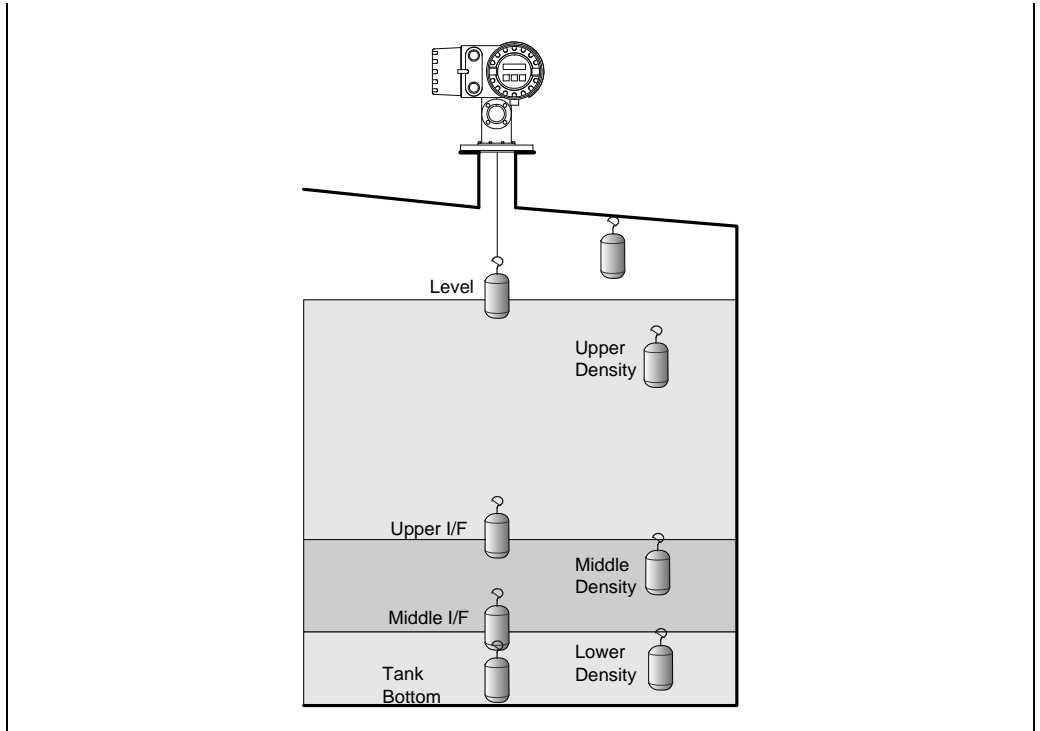 Level
Upper
Density
Upper I/F
Middle
Density
Middle I/F
Lower
Density
Tank
Bottom